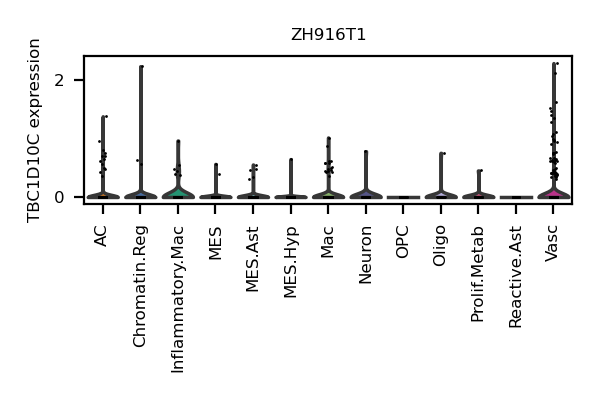 ZH916T1
TBC1D10C expression
2
0
AC
Chromatin.Reg
Inflammatory.Mac
MES
MES.Ast
MES.Hyp
Mac
Neuron
OPC
Oligo
Prolif.Metab
Reactive.Ast
Vasc